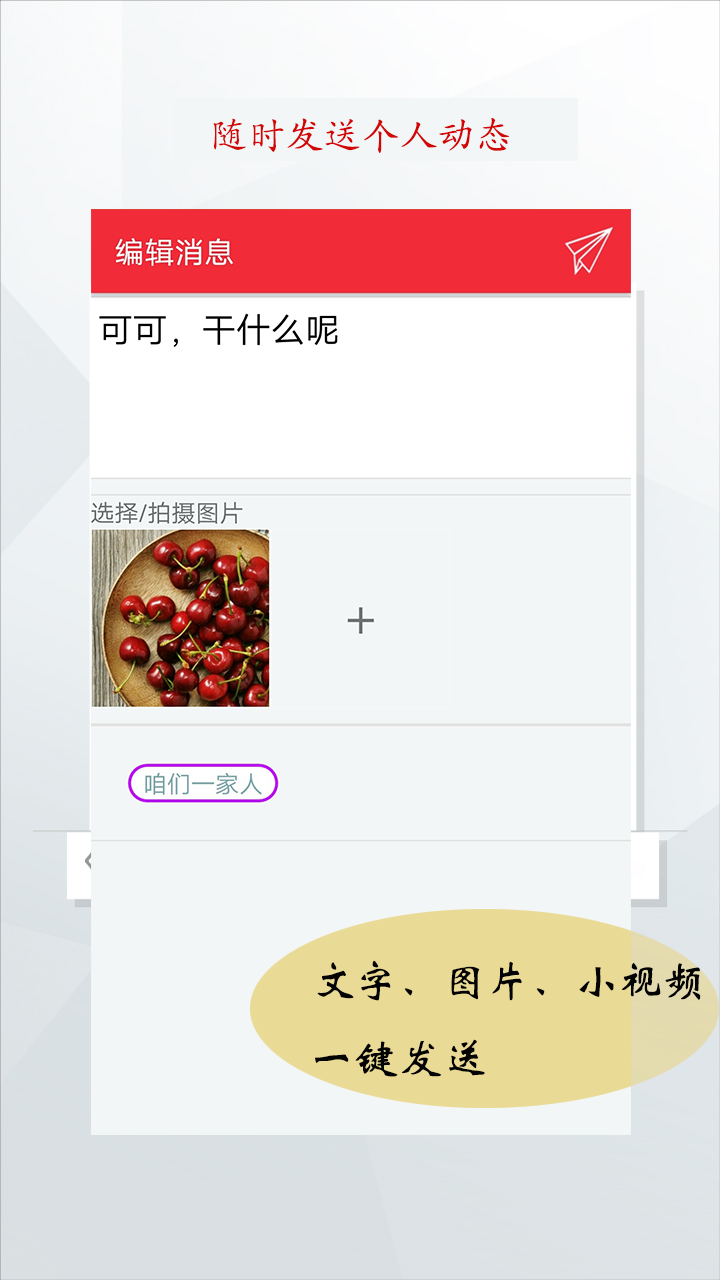 随时发送个人动态
编辑消息
可可，干什么呢
选择/拍摄图片
咱们一家人
文字、图片、小视频
一键发送